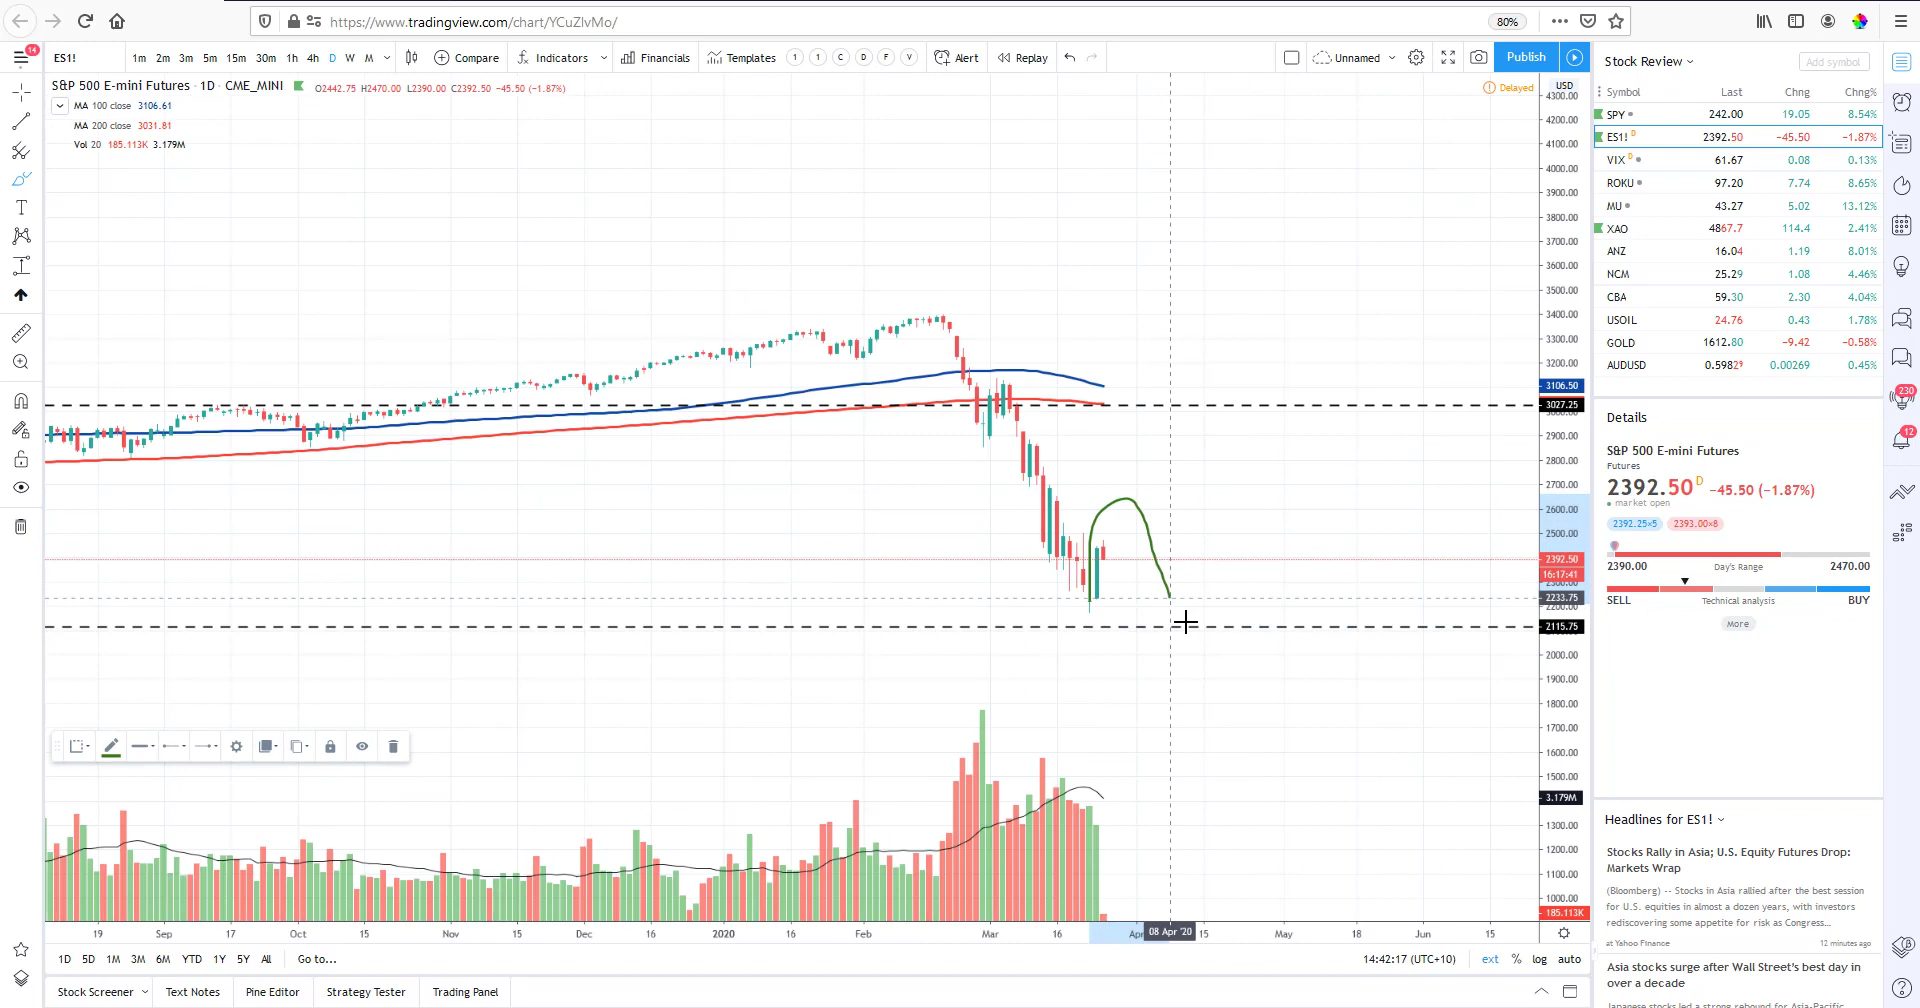 https://www.tradingview.com/chart/YCuZlvMo/
80%
14
ES1!
1m 2m 3m 5m 15m 30m 1h 4h D W M
Compare
Indicators
Financials
Templates
1 1 C D F V
Alert
Replay
Unnamed
Publish
S&P 500 E-mini Futures · 1D · CME_MINI
O2442.75 H2470.00 L2390.00 C2392.50 −45.50 (−1.87%)
MA 100 close 3106.61
MA 200 close 3031.81
Vol 20 185.113K 3.179M
Delayed
USD
4300.00
4200.00
4100.00
4000.00
3900.00
3800.00
3700.00
3600.00
3500.00
3400.00
3300.00
3200.00
3106.50
3027.25
2900.00
2800.00
2700.00
2600.00
2500.00
2392.50
16:17:41
2300.00
2233.75
2200.00
2115.75
2000.00
1900.00
1800.00
1700.00
1600.00
1500.00
3.179M
1300.00
1200.00
1100.00
1000.00
185.113K
19 Sep 17 Oct 15 Nov 15 Dec 16 2020 16 Feb Mar 16 Apr 08 Apr '20 15 May 18 Jun 15
1D 5D 1M 3M 6M YTD 1Y 5Y All
Go to...
14:42:17 (UTC+10)
ext % log auto
Stock Screener
Text Notes
Pine Editor
Strategy Tester
Trading Panel
Stock Review
Add symbol
Symbol Last Chng Chng%
SPY 242.00 19.05 8.54%
ES1! D 2392.50 −45.50 −1.87%
VIX D 61.67 0.08 0.13%
ROKU 97.20 7.74 8.65%
MU 43.27 5.02 13.12%
XAO 4867.7 114.4 2.41%
ANZ 16.04 1.19 8.01%
NCM 25.29 1.08 4.46%
CBA 59.30 2.30 4.04%
USOIL 24.76 0.43 1.78%
GOLD 1612.80 −9.42 −0.58%
AUDUSD 0.59829 0.00269 0.45%
Details
S&P 500 E-mini Futures
Futures
2392.50 D −45.50 (−1.87%)
market open
2392.25×5 2393.00×8
2390.00 Day's Range 2470.00
SELL Technical analysis BUY
More
Headlines for ES1!
Stocks Rally in Asia; U.S. Equity Futures Drop:
Markets Wrap
(Bloomberg) -- Stocks in Asia rallied after the best session
for U.S. equities in almost a dozen years, with investors
rediscovering some appetite for risk as Congress...
at Yahoo Finance 12 minutes ago
Asia stocks surge after Wall Street's best day in
over a decade
230
12